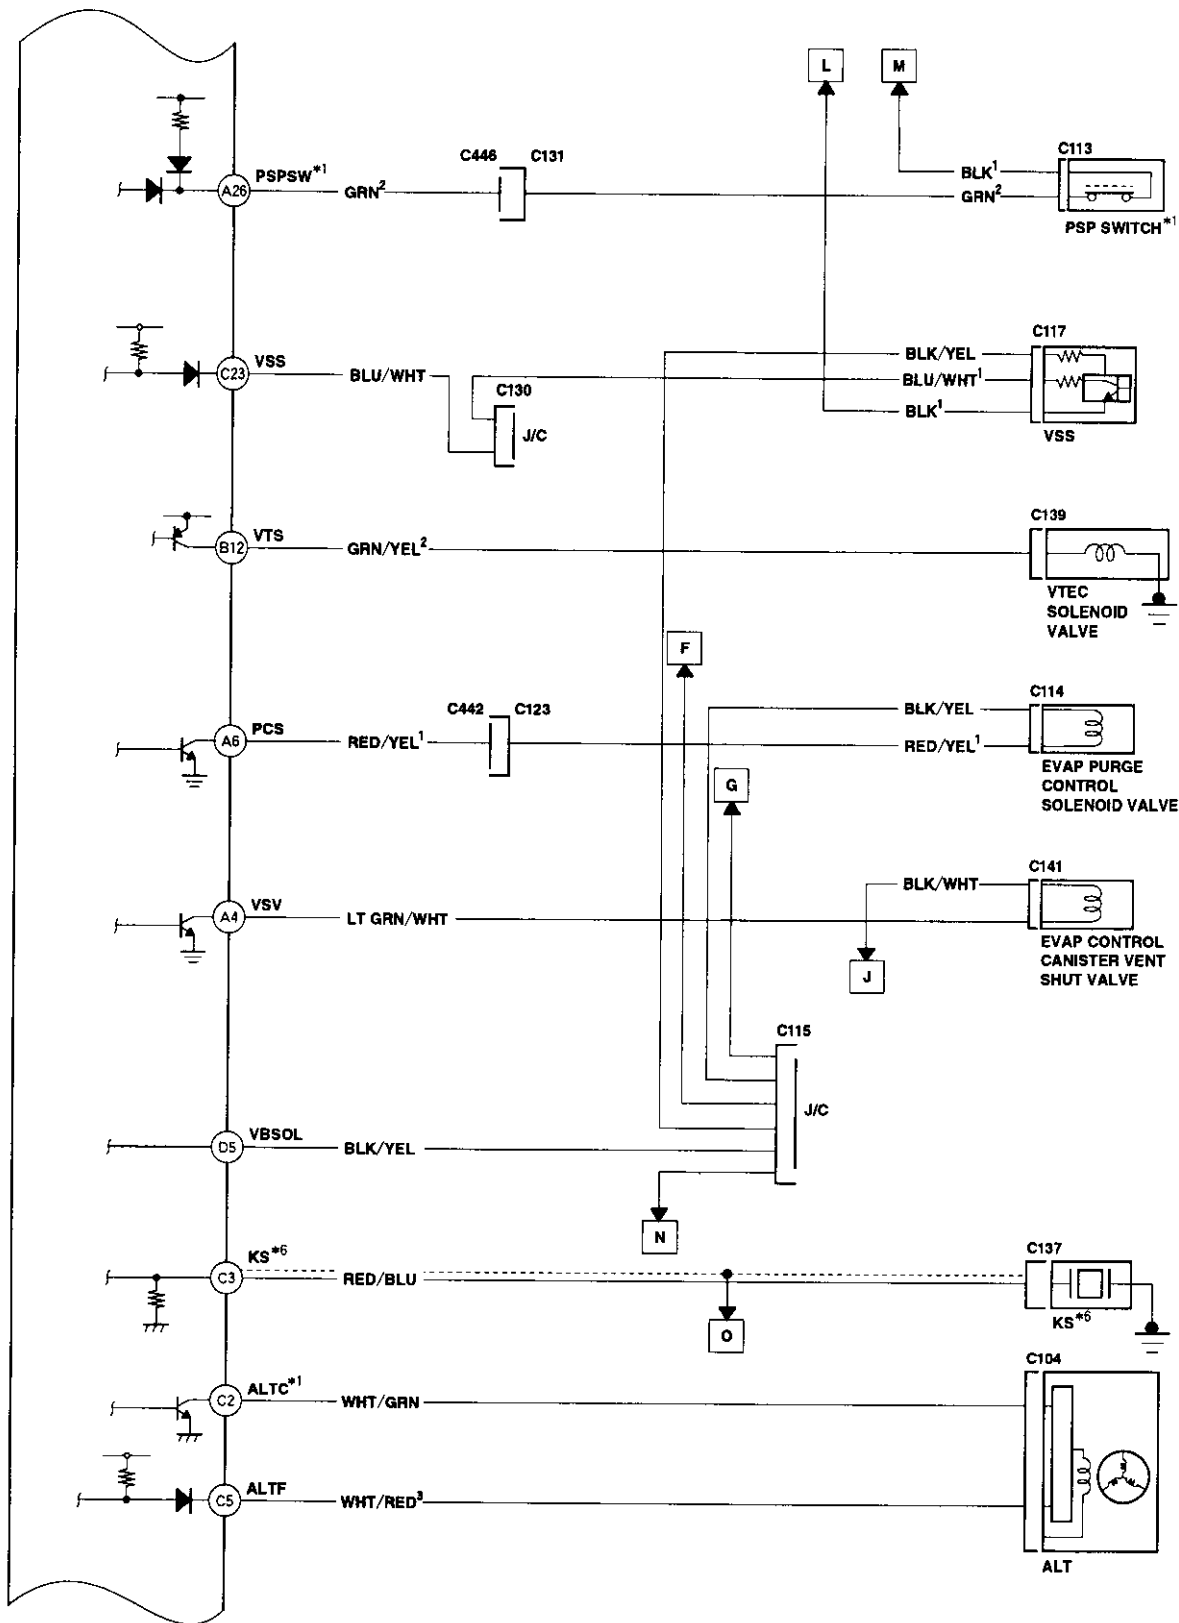 L
M
C446
C131
C113
PSPSW*1
A26
GRN2
BLK1
GRN2
PSP SWITCH*1
C117
VSS
C23
BLU/WHT
C130
J/C
BLK/YEL
BLU/WHT1
BLK1
VSS
C139
VTS
B12
GRN/YEL2
VTEC
SOLENOID
VALVE
F
C114
C442
C123
PCS
A6
RED/YEL1
BLK/YEL
RED/YEL1
EVAP PURGE
CONTROL
SOLENOID VALVE
G
C141
VSV
A4
LT GRN/WHT
BLK/WHT
EVAP CONTROL
CANISTER VENT
SHUT VALVE
J
C115
J/C
VBSOL
D5
BLK/YEL
N
C137
KS*6
C3
RED/BLU
O
KS*6
C104
ALTC*1
C2
WHT/GRN
ALTF
C5
WHT/RED3
ALT